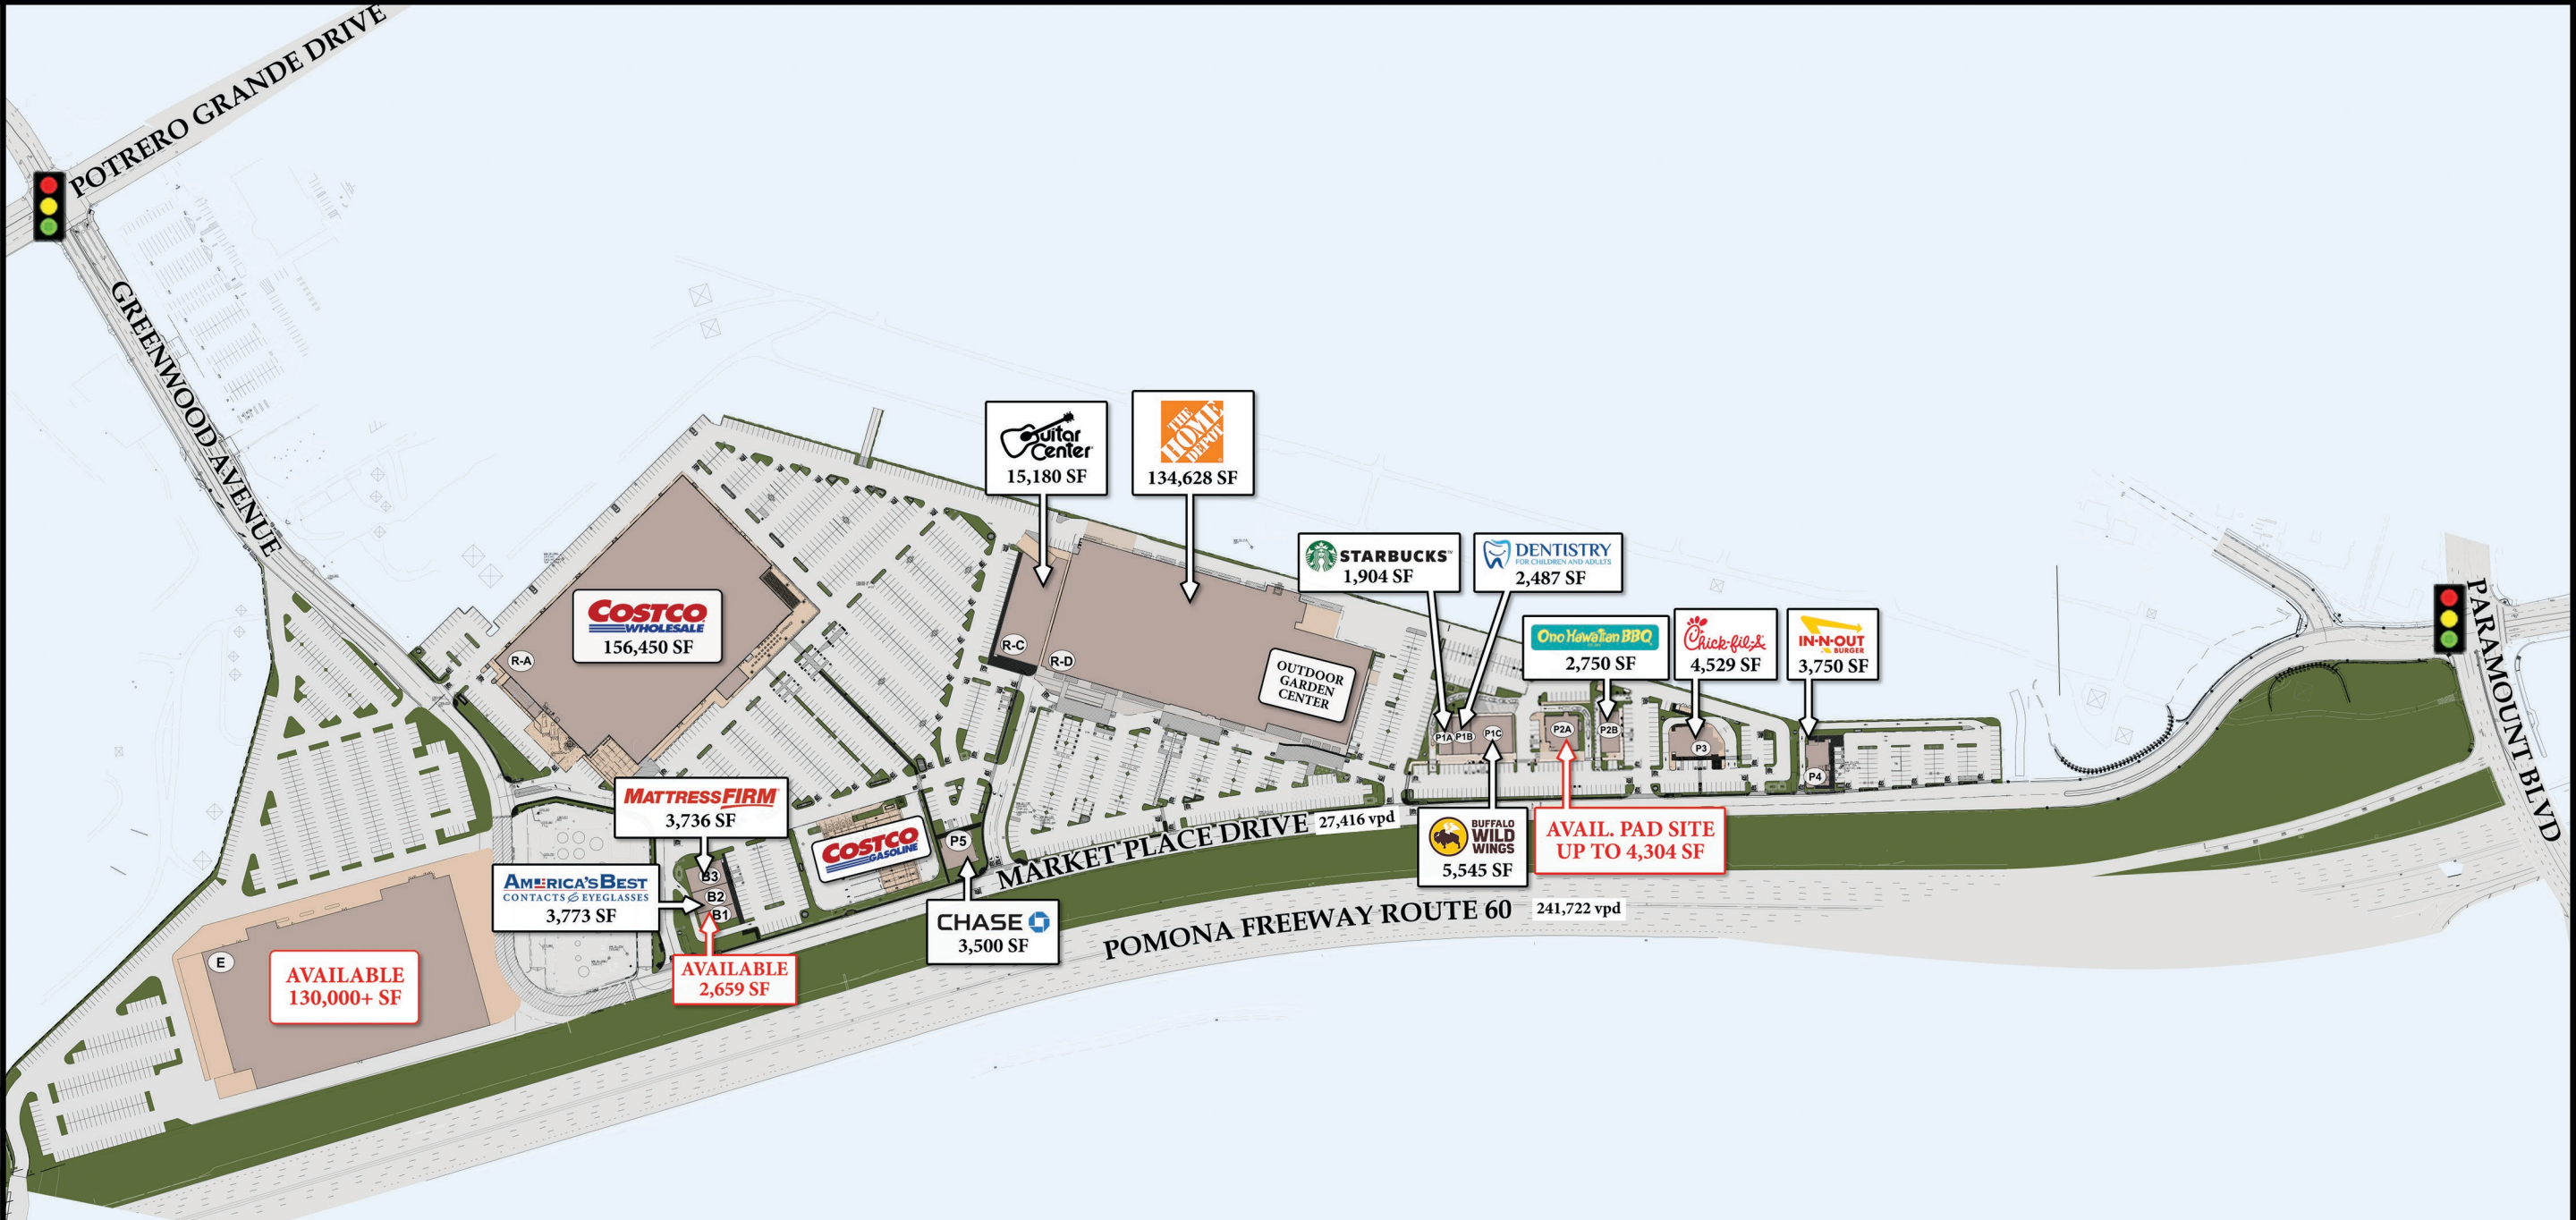 POTRERO GRANDE DRIVE
GREENWOOD AVENUE
Guitar
Center
15,180 SF
THE
HOME
DEPOT
134,628 SF
STARBUCKS™
1,904 SF
DENTISTRY
FOR CHILDREN AND ADULTS
2,487 SF
Ono Hawaiian BBQ
2,750 SF
Chick-fil-A
4,529 SF
IN-N-OUT
BURGER
3,750 SF
PARAMOUNT BLVD
COSTCO
WHOLESALE
156,450 SF
R-A
R-C
R-D
OUTDOOR
GARDEN
CENTER
P1A
P1B
P1C
P2A
P2B
P3
P4
MATTRESSFIRM
3,736 SF
COSTCO
GASOLINE
P5
MARKET PLACE DRIVE
27,416 vpd
BUFFALO
WILD
WINGS
5,545 SF
AVAIL. PAD SITE
UP TO 4,304 SF
AMERICA'S BEST
CONTACTS & EYEGLASSES
3,773 SF
B3
B2
B1
CHASE
3,500 SF
POMONA FREEWAY ROUTE 60
241,722 vpd
E
AVAILABLE
130,000+ SF
AVAILABLE
2,659 SF